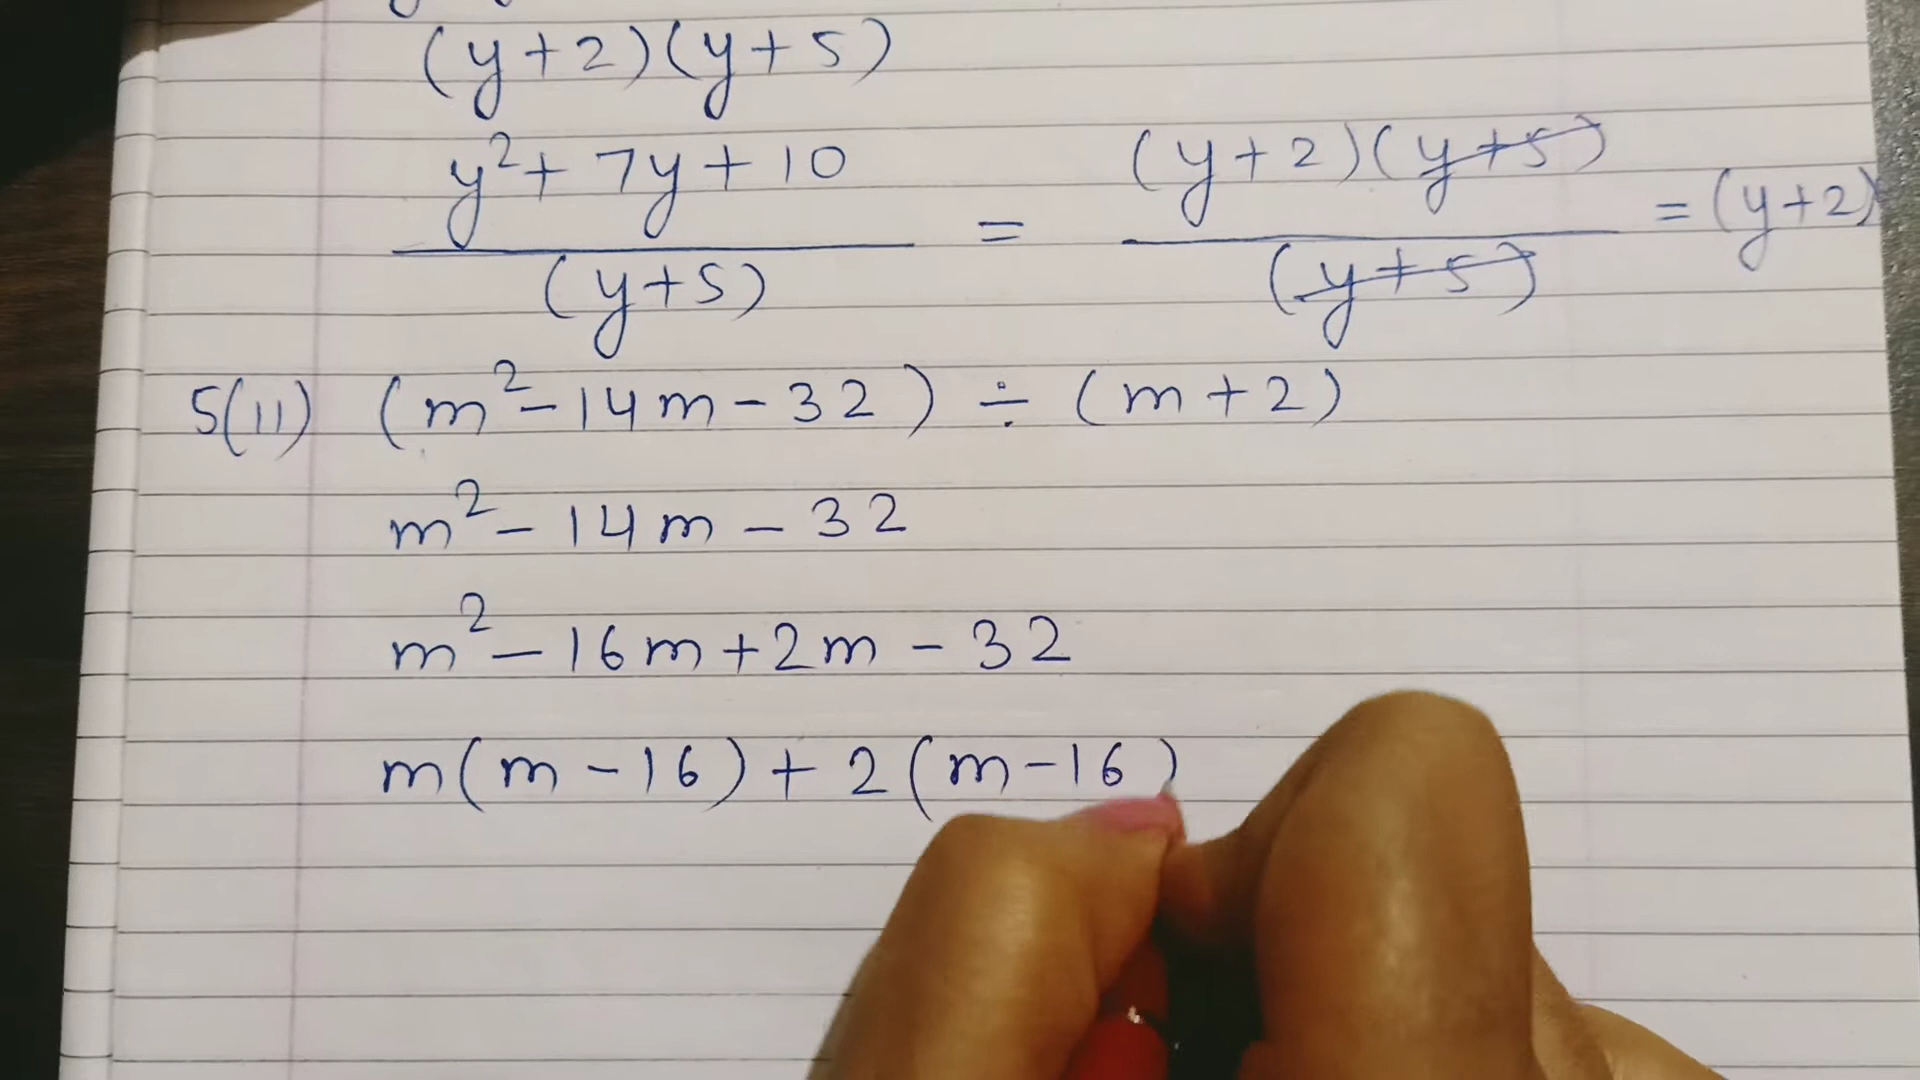 (y+2)(y+5)
y²+7y+10 / (y+5) = (y+2)(y+5) / (y+5) = (y+2)
5(11) (m²-14m-32) ÷ (m+2)
m²-14m-32
m²-16m+2m-32
m(m-16)+2(m-16)